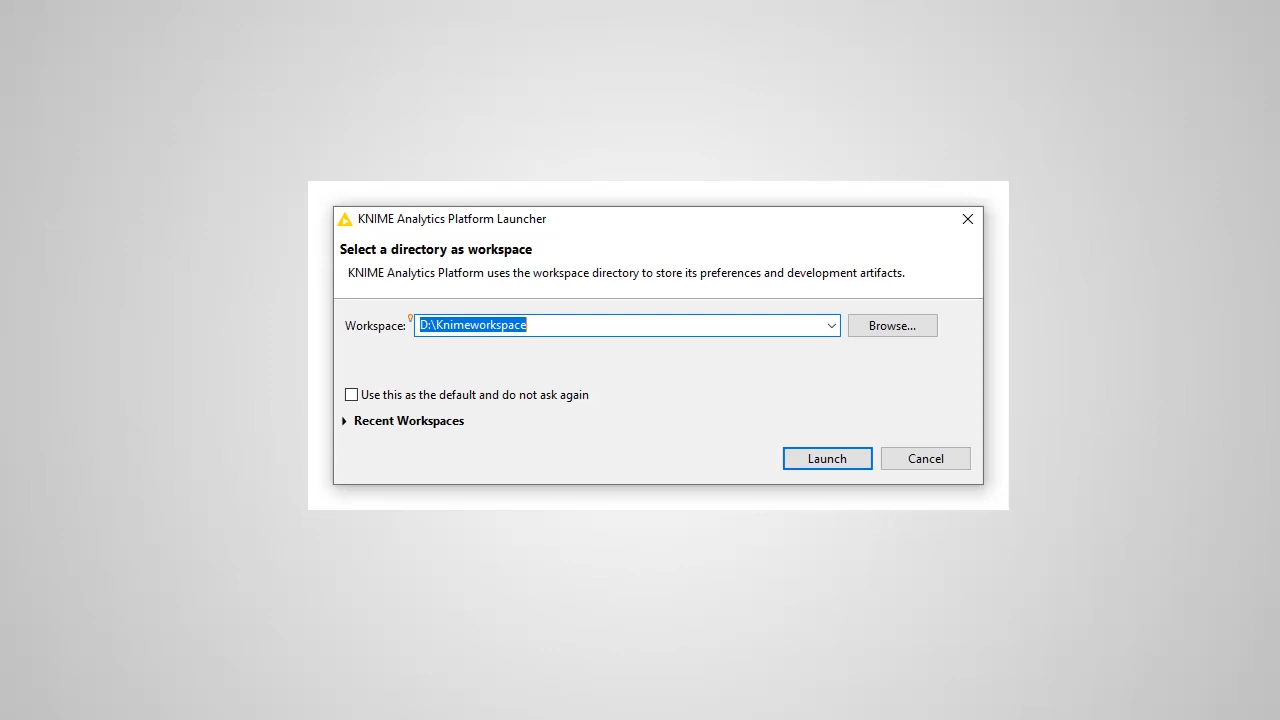 KNIME Analytics Platform Launcher
Select a directory as workspace
KNIME Analytics Platform uses the workspace directory to store its preferences and development artifacts.
Workspace: D:\Knimeworkspace Browse...
Use this as the default and do not ask again
Recent Workspaces
Launch Cancel